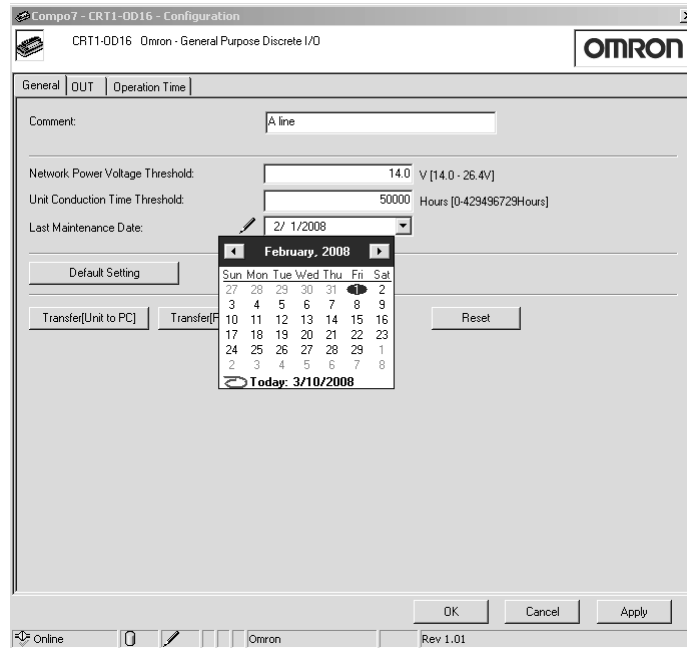 Compo7 - CRT1-OD16 - Configuration
CRT1-OD16 Omron - General Purpose Discrete I/O
OMRON
General OUT Operation Time
Comment: A line
Network Power Voltage Threshold: 14.0 V [14.0 - 26.4V]
Unit Conduction Time Threshold: 50000 Hours [0-429496729Hours]
Last Maintenance Date: 2/ 1/2008
February, 2008
Sun Mon Tue Wed Thu Fri Sat
27 28 29 30 31 1 2
3 4 5 6 7 8 9
10 11 12 13 14 15 16
17 18 19 20 21 22 23
24 25 26 27 28 29 1
2 3 4 5 6 7 8
Today: 3/10/2008
Default Setting
Transfer[Unit to PC] Reset
OK Cancel Apply
Online Omron Rev 1.01